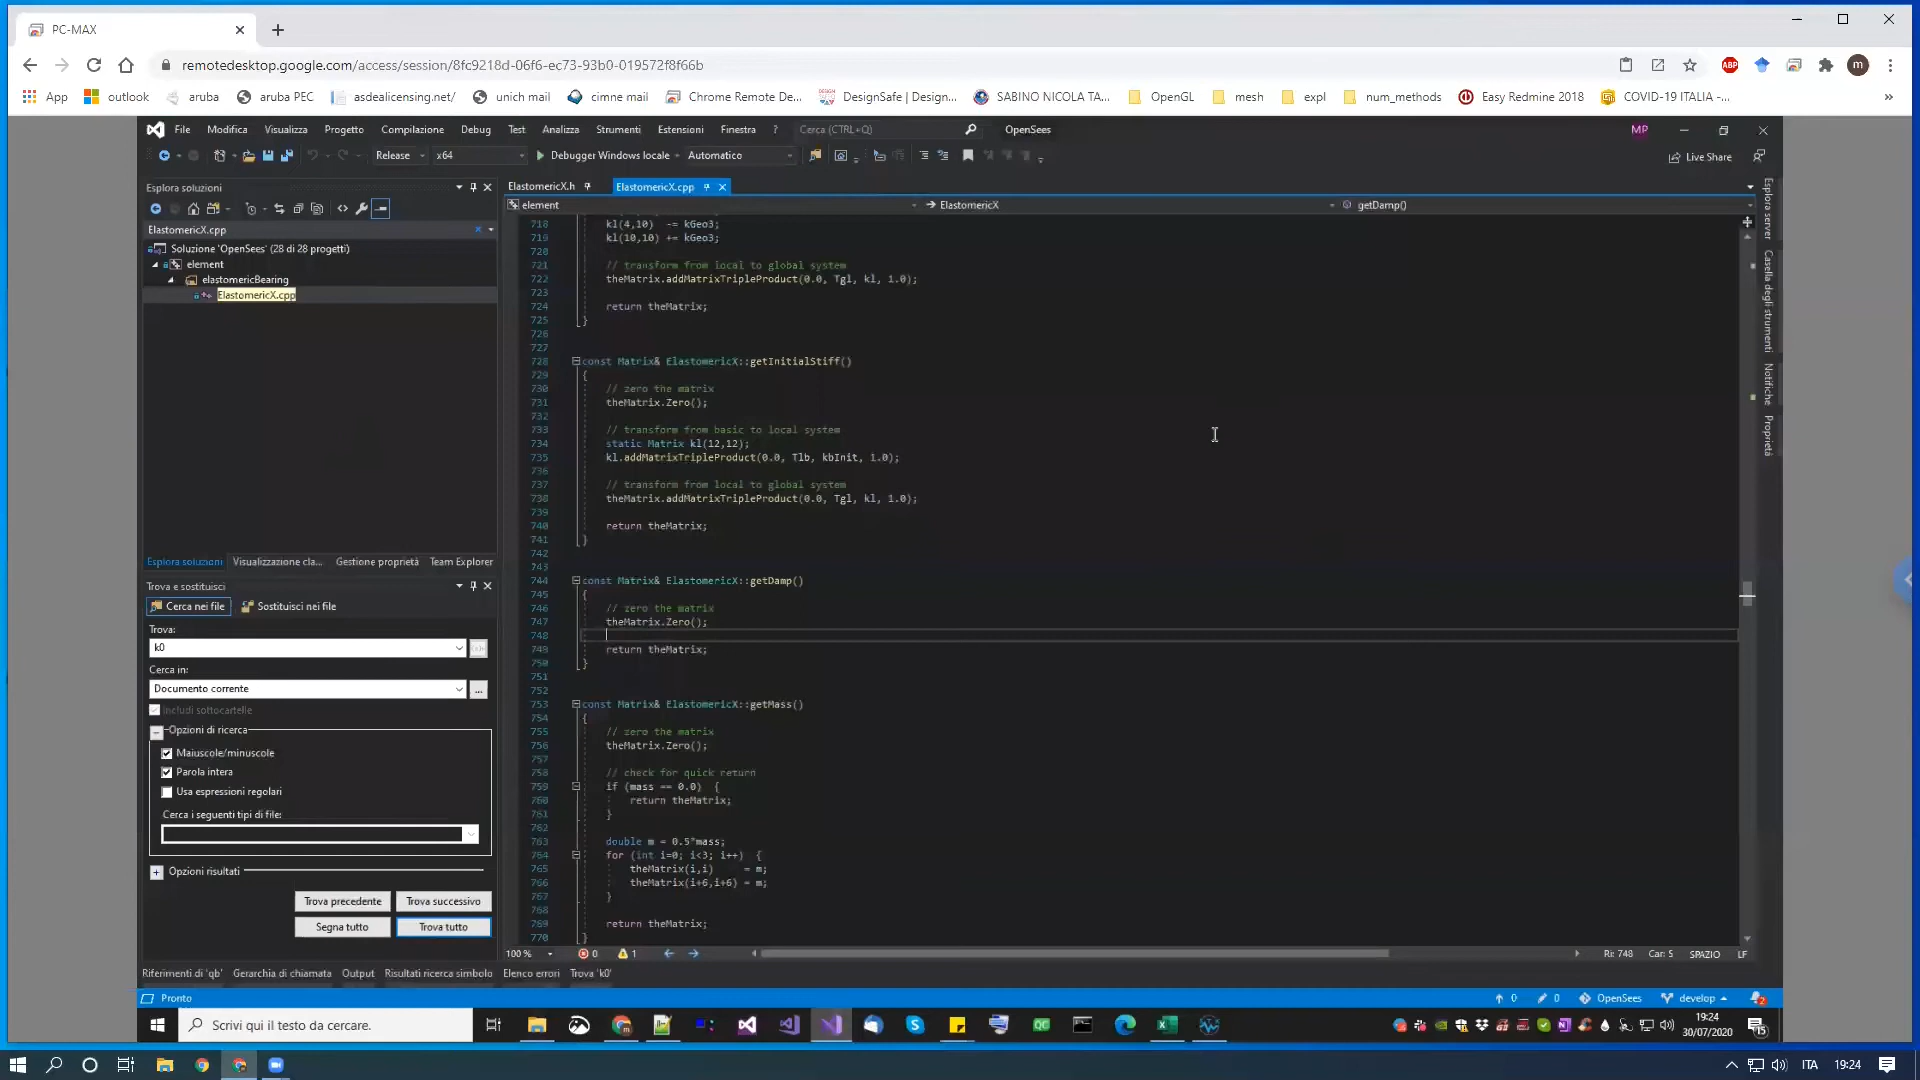 PC-MAX
remotedesktop.google.com/access/session/8fc9218d-06f6-ec73-93b0-019572f8f66b
App outlook aruba aruba PEC asdealicensing.net/ unich mail cimne mail Chrome Remote De... DesignSafe | Design... SABINO NICOLA TA... OpenGL mesh expl num_methods Easy Redmine 2018 COVID-19 ITALIA -... »
File Modifica Visualizza Progetto Compilazione Debug Test Analizza Strumenti Estensioni Finestra ? Cerca (CTRL+Q) OpenSees MP
Release x64 Debugger Windows locale Automatico Live Share
Esplora soluzioni
ElastomericX.h ElastomericX.cpp
element ElastomericX getDamp()
ElastomericX.cpp
Soluzione 'OpenSees' (28 di 28 progetti)
element
elastomericBearing
ElastomericX.cpp
Esplora soluzioni Visualizzazione cla... Gestione proprietà Team Explorer
Trova e sostituisci
Cerca nei file Sostituisci nei file
Trova:
k0
Cerca in:
Documento corrente
...
Includi sottocartelle
Opzioni di ricerca
Maiuscole/minuscole
Parola intera
Usa espressioni regolari
Cerca i seguenti tipi di file:
Opzioni risultati
Trova precedente Trova successivo
Segna tutto Trova tutto
718 kl(4,10) -= kGeo3;
719 kl(10,10) += kGeo3;
720
721 // transform from local to global system
722 theMatrix.addMatrixTripleProduct(0.0, Tgl, kl, 1.0);
723
724 return theMatrix;
725 }
726
727
728 const Matrix& ElastomericX::getInitialStiff()
729 {
730 // zero the matrix
731 theMatrix.Zero();
732
733 // transform from basic to local system
734 static Matrix kl(12,12);
735 kl.addMatrixTripleProduct(0.0, Tlb, kbInit, 1.0);
736
737 // transform from local to global system
738 theMatrix.addMatrixTripleProduct(0.0, Tgl, kl, 1.0);
739
740 return theMatrix;
741 }
742
743
744 const Matrix& ElastomericX::getDamp()
745 {
746 // zero the matrix
747 theMatrix.Zero();
748
749 return theMatrix;
750 }
751
752
753 const Matrix& ElastomericX::getMass()
754 {
755 // zero the matrix
756 theMatrix.Zero();
757
758 // check for quick return
759 if (mass == 0.0) {
760 return theMatrix;
761 }
762
763 double m = 0.5*mass;
764 for (int i=0; i<3; i++) {
765 theMatrix(i,i) = m;
766 theMatrix(i+6,i+6) = m;
767 }
768
769 return theMatrix;
770 }
Esplora server
Casella degli strumenti
Notifiche
Proprietà
100 % 0 1 Ri: 748 Car: 5 SPAZIO LF
Riferimenti di 'qb' Gerarchia di chiamata Output Risultati ricerca simbolo Elenco errori Trova 'k0'
Pronto 0 0 OpenSees develop 2
Scrivi qui il testo da cercare.
19:24
30/07/2020
15
ITA 19:24